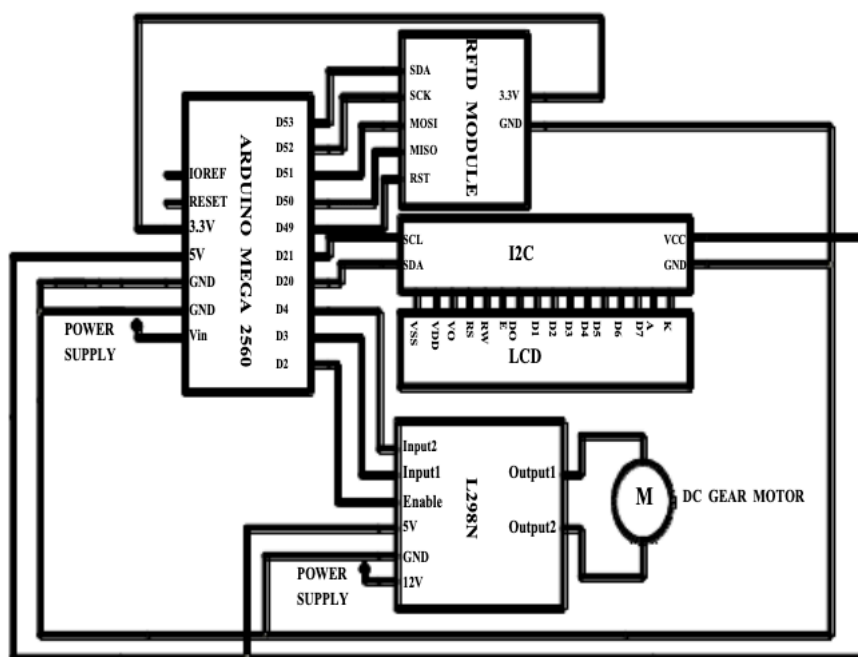 ARDUINO MEGA 2560
IOREF
RESET
3.3V
5V
GND
GND
Vin
D53
D52
D51
D50
D49
D21
D20
D4
D3
D2
POWER
SUPPLY
RFID MODULE
SDA
SCK
MOSI
MISO
RST
3.3V
GND
I2C
SCL
SDA
VCC
GND
VSS
VDD
VO
RS
RW
E
DO
D1
D2
D3
D4
D5
D6
D7
A
K
LCD
L298N
Input2
Input1
Enable
5V
GND
12V
Output1
Output2
POWER
SUPPLY
M
DC GEAR MOTOR